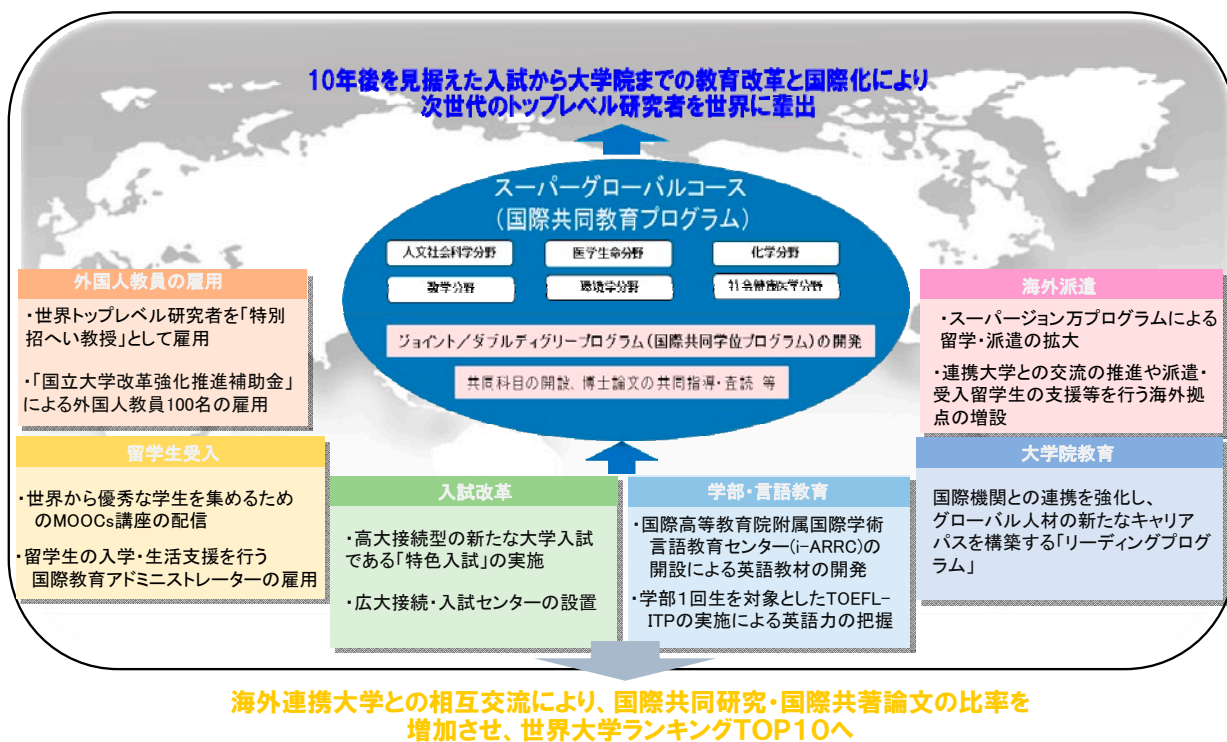 10年後を見据えた入試から大学院までの教育改革と国際化により
次世代のトップレベル研究者を世界に輩出
スーパーグローバルコース
(国際共同教育プログラム)
人文社会科学分野
医学生命分野
化学分野
数学分野
環境学分野
社会健康医学分野
ジョイント/ダブルディグリープログラム(国際共同学位プログラム)の開発
共同科目の開設、博士論文の共同指導・査読 等
外国人教員の雇用
・世界トップレベル研究者を「特別
招へい教授」として雇用
・「国立大学改革強化推進補助金」
による外国人教員100名の雇用
留学生受入
・世界から優秀な学生を集めるため
のMOOCs講座の配信
・留学生の入学・生活支援を行う
国際教育アドミニストレーターの雇用
入試改革
・高大接続型の新たな大学入試
である「特色入試」の実施
・広大接続・入試センターの設置
学部・言語教育
・国際高等教育院附属国際学術
言語教育センター(i-ARRC)の
開設による英語教材の開発
・学部1回生を対象としたTOEFL-
ITPの実施による英語力の把握
海外派遣
・スーパージョン万プログラムによる
留学・派遣の拡大
・連携大学との交流の推進や派遣・
受入留学生の支援等を行う海外拠
点の増設
大学院教育
国際機関との連携を強化し、
グローバル人材の新たなキャリア
パスを構築する「リーディングプログ
ラム」
海外連携大学との相互交流により、国際共同研究・国際共著論文の比率を
増加させ、世界大学ランキングTOP10へ